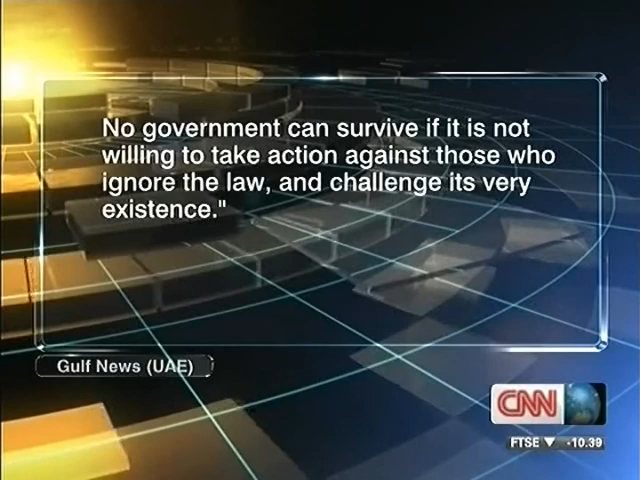 No government can survive if it is not
willing to take action against those who
ignore the law, and challenge its very
existence."
Gulf News (UAE)
CNN
FTSE ▼ -10.39